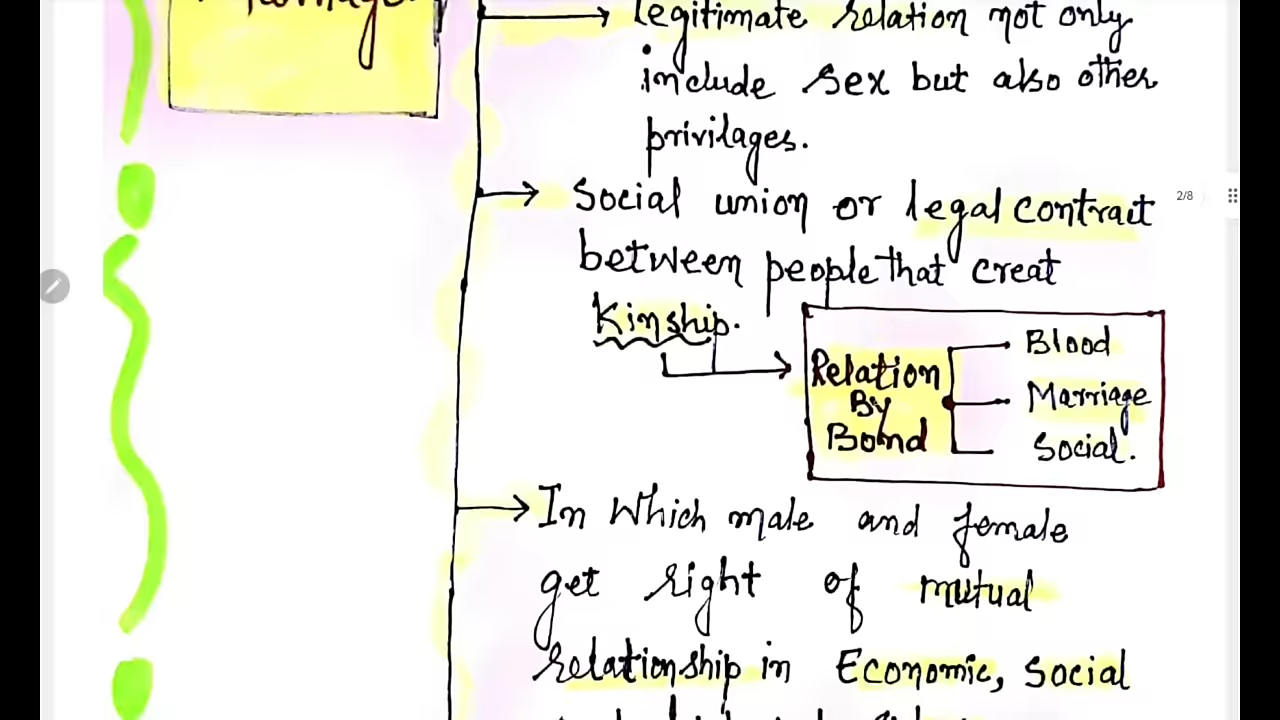 Legitimate relation not only
include sex but also other
privilages.
Social union or legal contract
between people that creat
Kinship.
Relation
By
Bond
Blood
Marriage
Social.
In Which male and female
get right of mutual
relationship in Economic, social
2/8